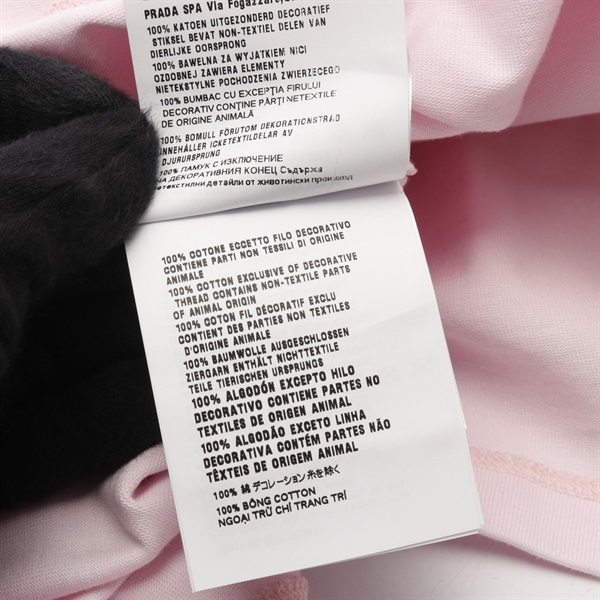 PRADA SPA Via Fogazzaro,
100% KATOEN UITGEZONDERD DECORATIEF
STIKSEL BEVAT NON-TEXTIEL DELEN VAN
DIERLIJKE OORSPRONG
100% BAWELNA ZA WYJATKIEM NICI
OZDOBNEJ ZAWIERA ELEMENTY
NIETEKSTYLNE POCHODZENIA ZWIERZECEGO
100% BUMBAC CU EXCEPTIA FIRULUI
DECORATIV CONȚINE PĂRȚI NETEXTILE
DE ORIGINE ANIMALĂ
100% BOMULL FÖRUTOM DEKORATIONSTRÅD
INNEHÅLLER ICKETEXTILDELAR AV
DJURURSPRUNG
100% ПАМУК С ИЗКЛЮЧЕНИЕ
НА ДЕКОРАТИВНИЯ КОНЕЦ Съдържа
нетекстилни детайли от животински произход
100% COTONE ECCETTO FILO DECORATIVO
CONTIENE PARTI NON TESSILI DI ORIGINE
ANIMALE
100% COTTON EXCLUSIVE OF DECORATIVE
THREAD CONTAINS NON-TEXTILE PARTS
OF ANIMAL ORIGIN
100% COTON FIL DÉCORATIF EXCLU
CONTIENT DES PARTIES NON TEXTILES
D'ORIGINE ANIMALE
100% BAUMWOLLE AUSGESCHLOSSEN
ZIERGARN ENTHÄLT NICHTTEXTILE
TEILE TIERISCHEN URSPRUNGS
100% ALGODÓN EXCEPTO HILO
DECORATIVO CONTIENE PARTES NO
TEXTILES DE ORIGEN ANIMAL
100% ALGODÃO EXCETO LINHA
DECORATIVA CONTÉM PARTES NÃO
TÊXTEIS DE ORIGEM ANIMAL
100% 綿 デコレーション糸を除く
100% BÔNG COTTON
NGOẠI TRỪ CHỈ TRANG TRÍ